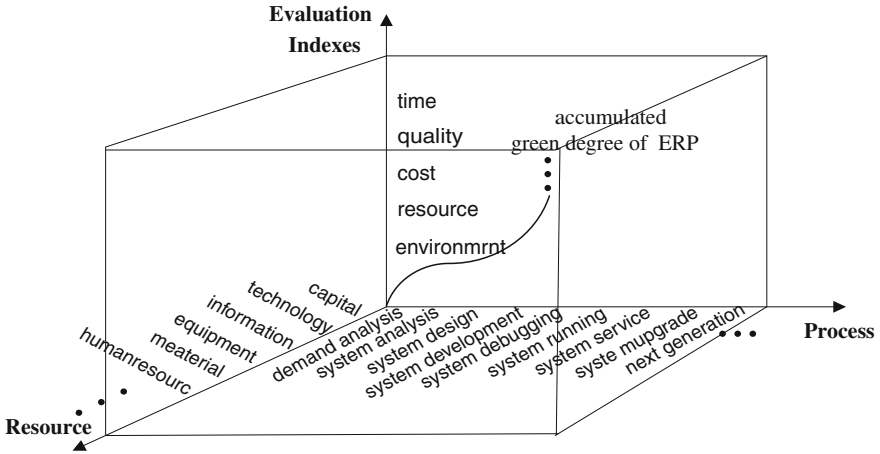 Evaluation
Indexes
time
quality
cost
resource
environmrnt
accumulated
green degree of ERP
capital
technology
information
equipment
meaterial
humanresourc
Resource
demand analysis
system analysis
system design
system development
system debugging
system running
system service
syste mupgrade
next generation
Process